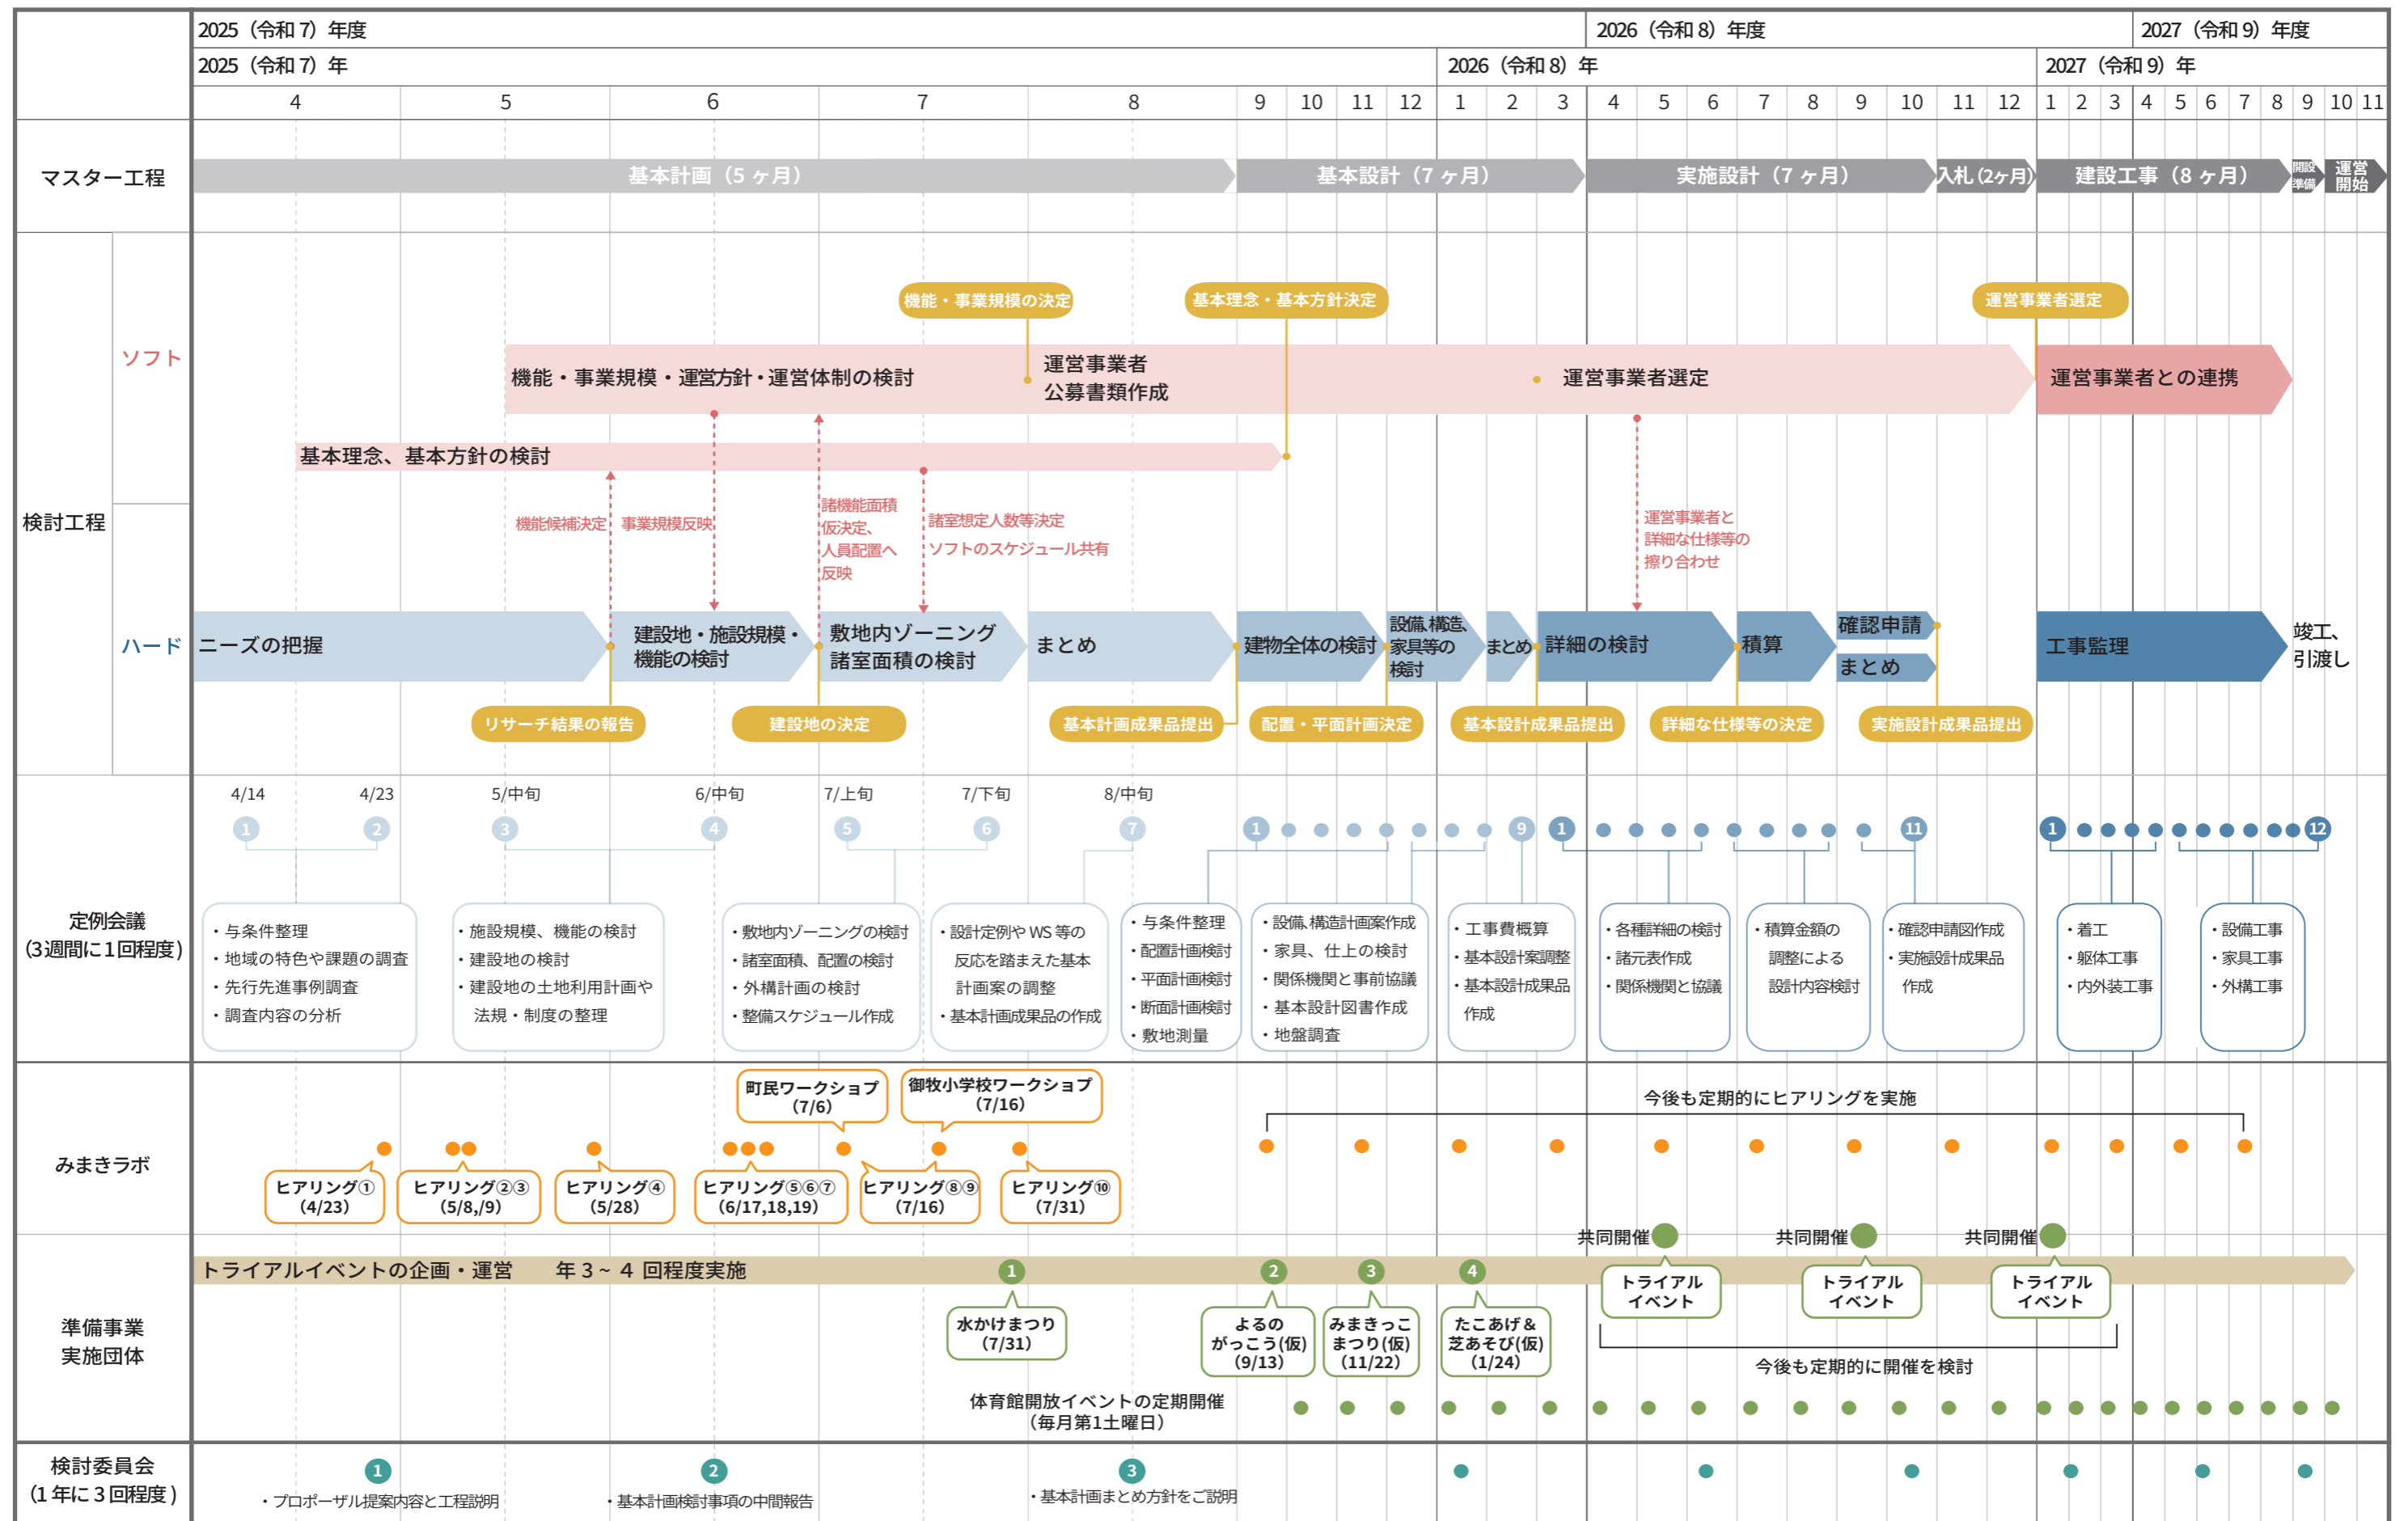 2025（令和 7）年度
2026（令和 8）年度
2027（令和 9）年度
2025（令和 7）年
2026（令和 8）年
2027（令和 9）年
4 5 6 7 8 9 10 11 12 1 2 3 4 5 6 7 8 9 10 11 12 1 2 3 4 5 6 7 8 9 10 11
マスター工程
基本計画（5 ヶ月）
基本設計（7 ヶ月）
実施設計（7 ヶ月）
入札（2ヶ月）
建設工事（8 ヶ月）
開設
準備
運営
開始
検討工程
ソフト
機能・事業規模の決定
基本理念・基本方針決定
運営事業者選定
機能・事業規模・運営方針・運営体制の検討
運営事業者
公募書類作成
運営事業者選定
運営事業者との連携
基本理念、基本方針の検討
機能候補決定
事業規模反映
諸機能面積
仮決定、
人員配置へ
反映
諸室想定人数等決定
ソフトのスケジュール共有
運営事業者と
詳細な仕様等の
擦り合わせ
ハード
ニーズの把握
建設地・施設規模・
機能の検討
敷地内ゾーニング
諸室面積の検討
まとめ
建物全体の検討
設備、構造、
家具等の
検討
まとめ
詳細の検討
積算
確認申請
まとめ
工事監理
竣工、
引渡し
リサーチ結果の報告
建設地の決定
基本計画成果品提出
配置・平面計画決定
基本設計成果品提出
詳細な仕様等の決定
実施設計成果品提出
定例会議
（3週間に1回程度）
4/14
4/23
5/中旬
6/中旬
7/上旬
7/下旬
8/中旬
1 2 3 4 5 6 7 1 9 1 11 1 12
・与条件整理
・地域の特色や課題の調査
・先行先進事例調査
・調査内容の分析
・施設規模、機能の検討
・建設地の検討
・建設地の土地利用計画や
法規・制度の整理
・敷地内ゾーニングの検討
・諸室面積、配置の検討
・外構計画の検討
・整備スケジュール作成
・設計定例や WS 等の
反応を踏まえた基本
計画案の調整
・基本計画成果品の作成
・与条件整理
・配置計画検討
・平面計画検討
・断面計画検討
・敷地測量
・設備、構造計画案作成
・家具、仕上の検討
・関係機関と事前協議
・基本設計図書作成
・地盤調査
・工事費概算
・基本設計案調整
・基本設計成果品
作成
・各種詳細の検討
・諸元表作成
・関係機関と協議
・積算金額の
調整による
設計内容検討
・確認申請図作成
・実施設計成果品
作成
・着工
・躯体工事
・内外装工事
・設備工事
・家具工事
・外構工事
みまきラボ
町民ワークショプ
（7/6）
御牧小学校ワークショプ
（7/16）
今後も定期的にヒアリングを実施
ヒアリング①
（4/23）
ヒアリング②③
（5/8,/9）
ヒアリング④
（5/28）
ヒアリング⑤⑥⑦
（6/17,18,19）
ヒアリング⑧⑨
（7/16）
ヒアリング⑩
（7/31）
準備事業
実施団体
共同開催
共同開催
共同開催
トライアルイベントの企画・運営　年 3 ~ 4 回程度実施
1 2 3 4
水かけまつり
（7/31）
よるの
がっこう(仮)
（9/13）
みまきっこ
まつり(仮)
（11/22）
たこあげ＆
芝あそび(仮)
（1/24）
トライアル
イベント
トライアル
イベント
トライアル
イベント
今後も定期的に開催を検討
体育館開放イベントの定期開催
（毎月第1土曜日）
検討委員会
（1 年に 3 回程度）
1 2 3
・プロポーザル提案内容と工程説明
・基本計画検討事項の中間報告
・基本計画まとめ方針をご説明